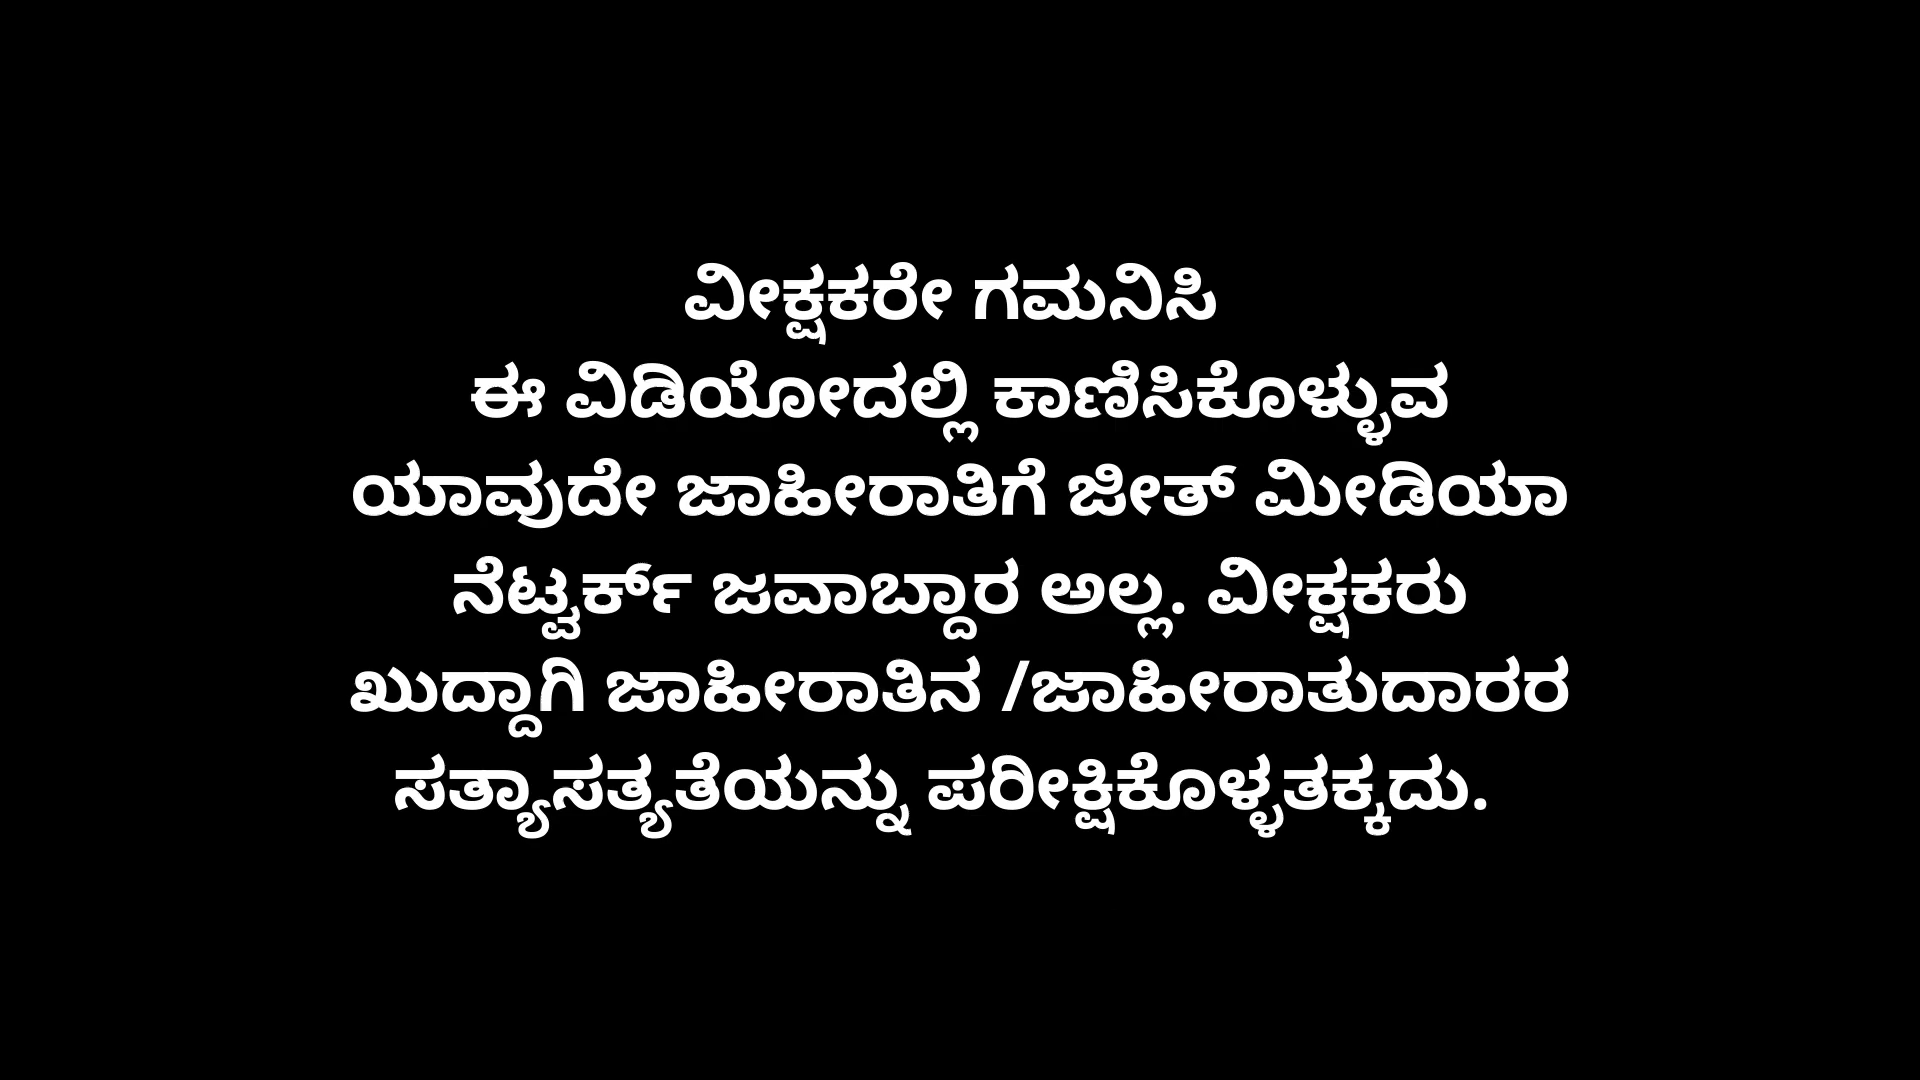 ವೀಕ್ಷಕರೇ ಗಮನಿಸಿ
ಈ ವಿಡಿಯೋದಲ್ಲಿ ಕಾಣಿಸಿಕೊಳ್ಳುವ
ಯಾವುದೇ ಜಾಹೀರಾತಿಗೆ ಜೀತ್ ಮೀಡಿಯಾ
ನೆಟ್ವರ್ಕ್ ಜವಾಬ್ದಾರ ಅಲ್ಲ. ವೀಕ್ಷಕರು
ಖುದ್ದಾಗಿ ಜಾಹೀರಾತಿನ /ಜಾಹೀರಾತುದಾರರ
ಸತ್ಯಾಸತ್ಯತೆಯನ್ನು ಪರೀಕ್ಷಿಕೊಳ್ಳತಕ್ಕದು.